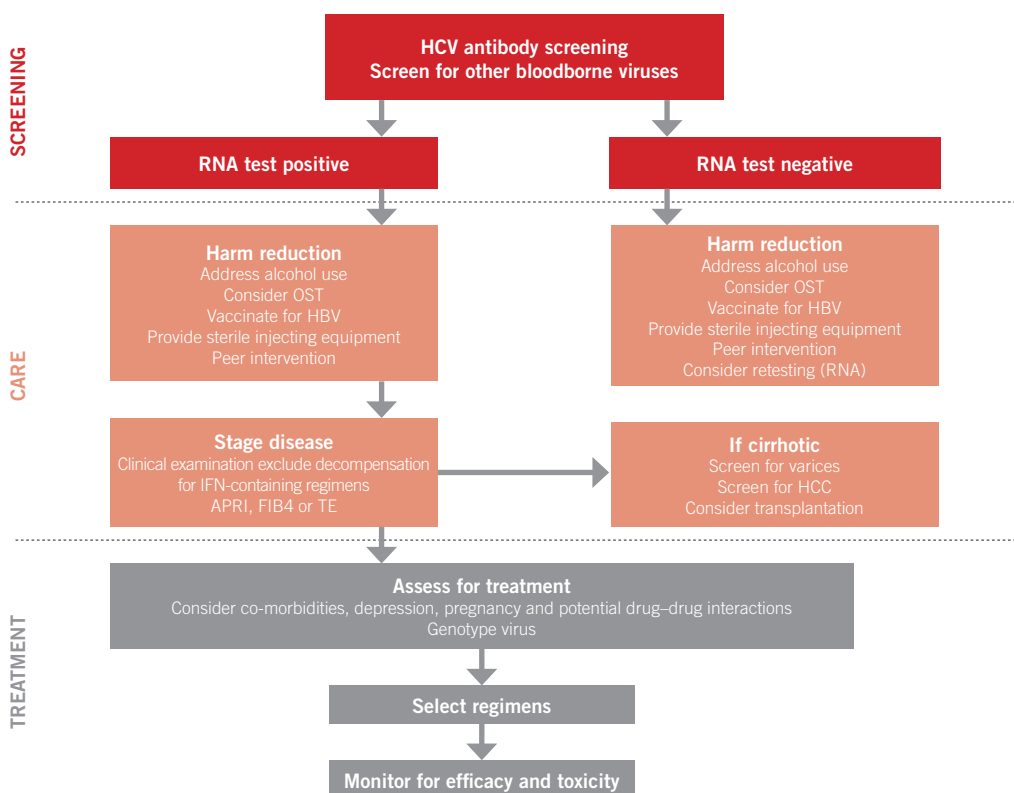 SCREENING
HCV antibody screening
Screen for other bloodborne viruses
RNA test positive
RNA test negative
CARE
Harm reduction
Address alcohol use
Consider OST
Vaccinate for HBV
Provide sterile injecting equipment
Peer intervention
Harm reduction
Address alcohol use
Consider OST
Vaccinate for HBV
Provide sterile injecting equipment
Peer intervention
Consider retesting (RNA)
Stage disease
Clinical examination exclude decompensation
for IFN-containing regimens
APRI, FIB4 or TE
If cirrhotic
Screen for varices
Screen for HCC
Consider transplantation
TREATMENT
Assess for treatment
Consider co-morbidities, depression, pregnancy and potential drug–drug interactions
Genotype virus
Select regimens
Monitor for efficacy and toxicity